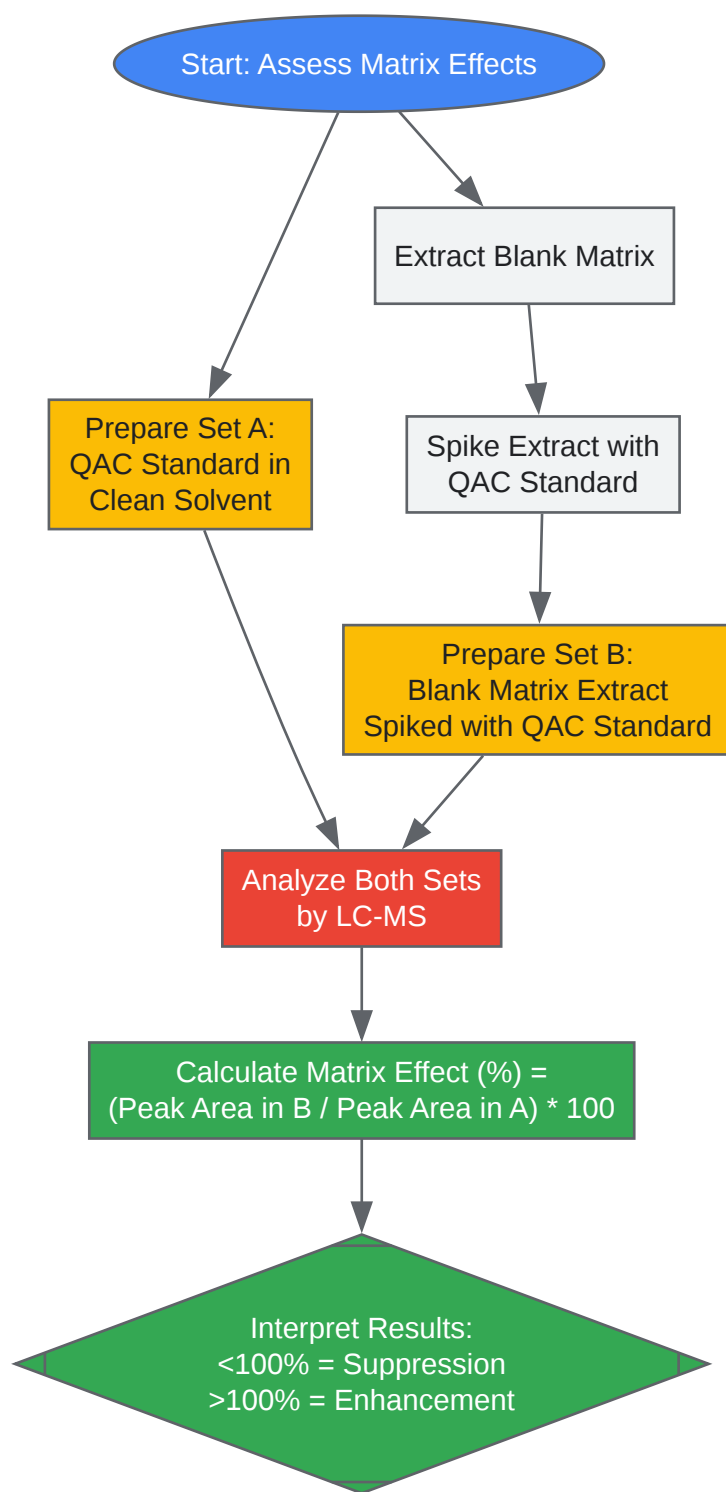 Start: Assess Matrix Effects
Extract Blank Matrix
Prepare Set A:
QAC Standard in
Clean Solvent
Spike Extract with
QAC Standard
Prepare Set B:
Blank Matrix Extract
Spiked with QAC Standard
Analyze Both Sets
by LC-MS
Calculate Matrix Effect (%) =
(Peak Area in B / Peak Area in A) * 100
Interpret Results:
<100% = Suppression
>100% = Enhancement